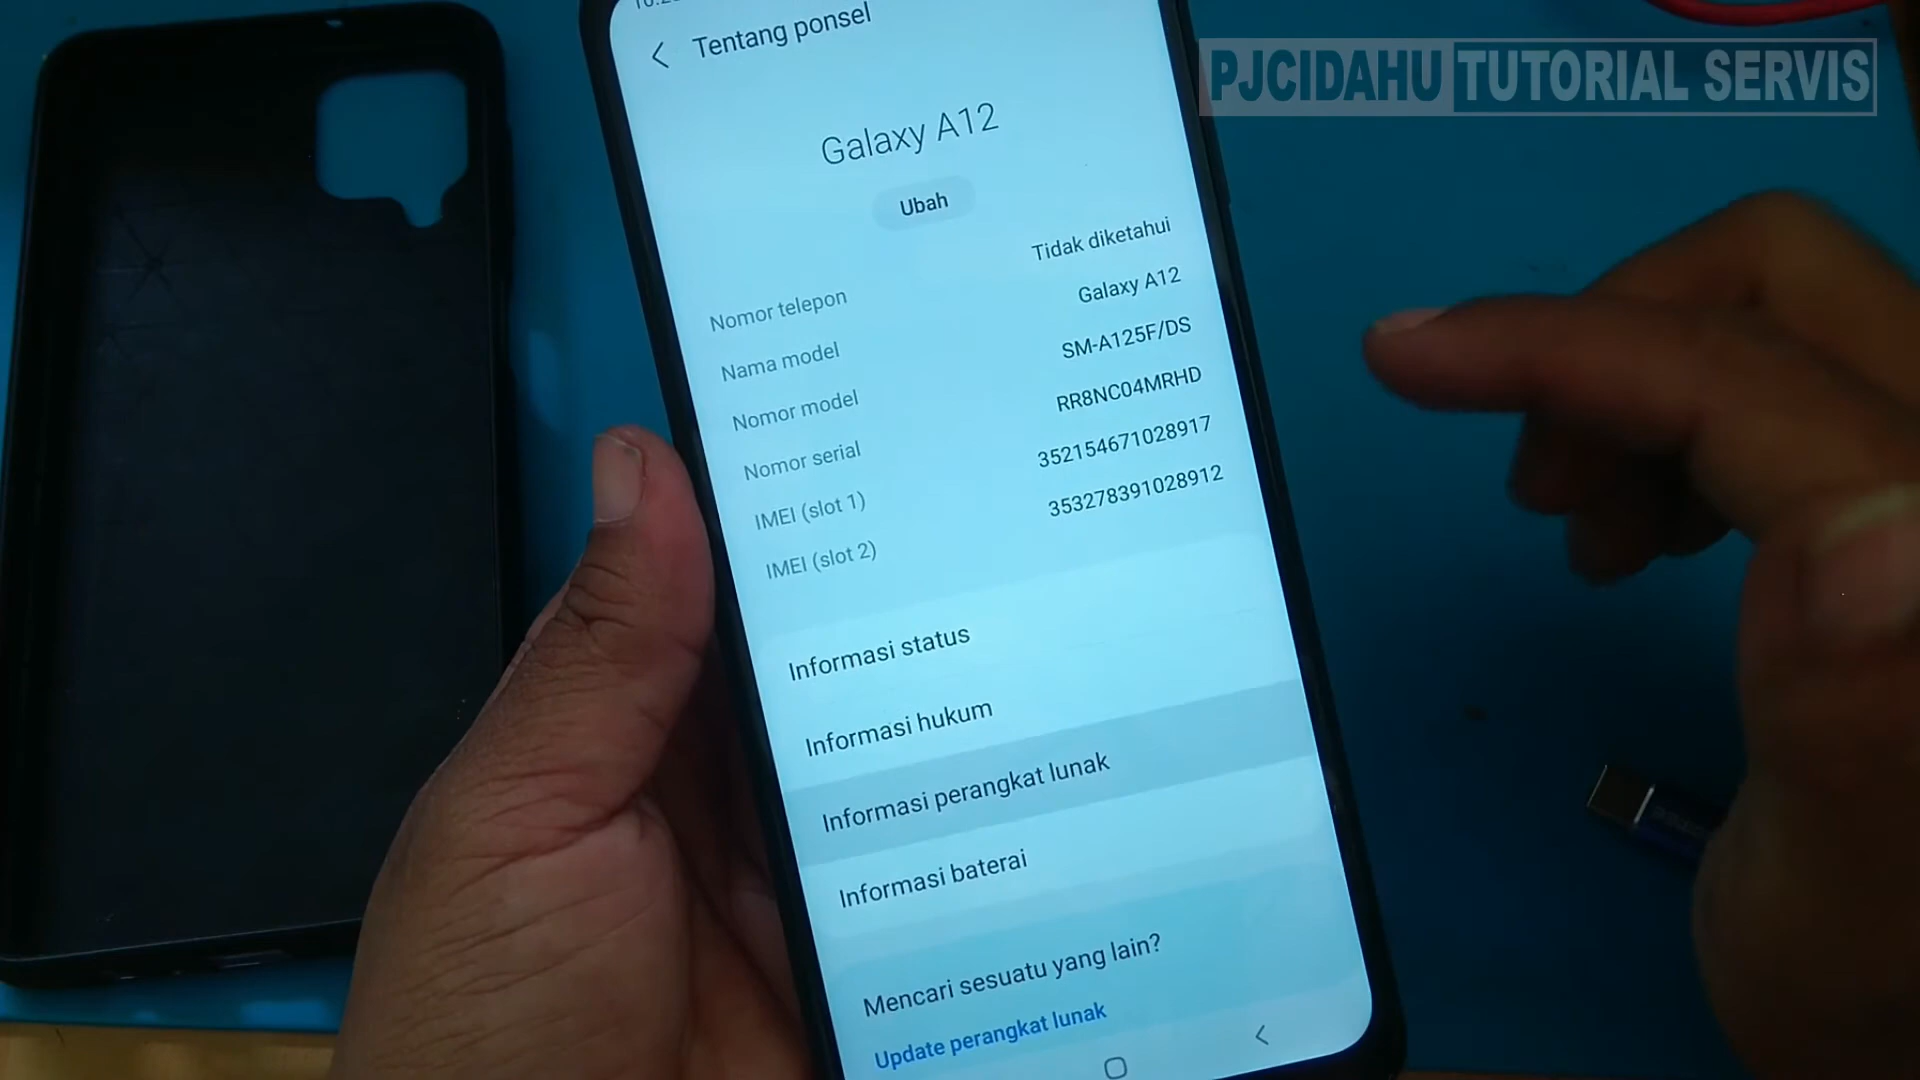 Tentang ponsel
PJCIDAHU TUTORIAL SERVIS
Galaxy A12
Ubah
Nomor telepon Tidak diketahui
Nama model Galaxy A12
Nomor model SM-A125F/DS
Nomor serial RR8NC04MRHD
IMEI (slot 1) 352154671028917
IMEI (slot 2) 353278391028912
Informasi status
Informasi hukum
Informasi perangkat lunak
Informasi baterai
Mencari sesuatu yang lain?
Update perangkat lunak